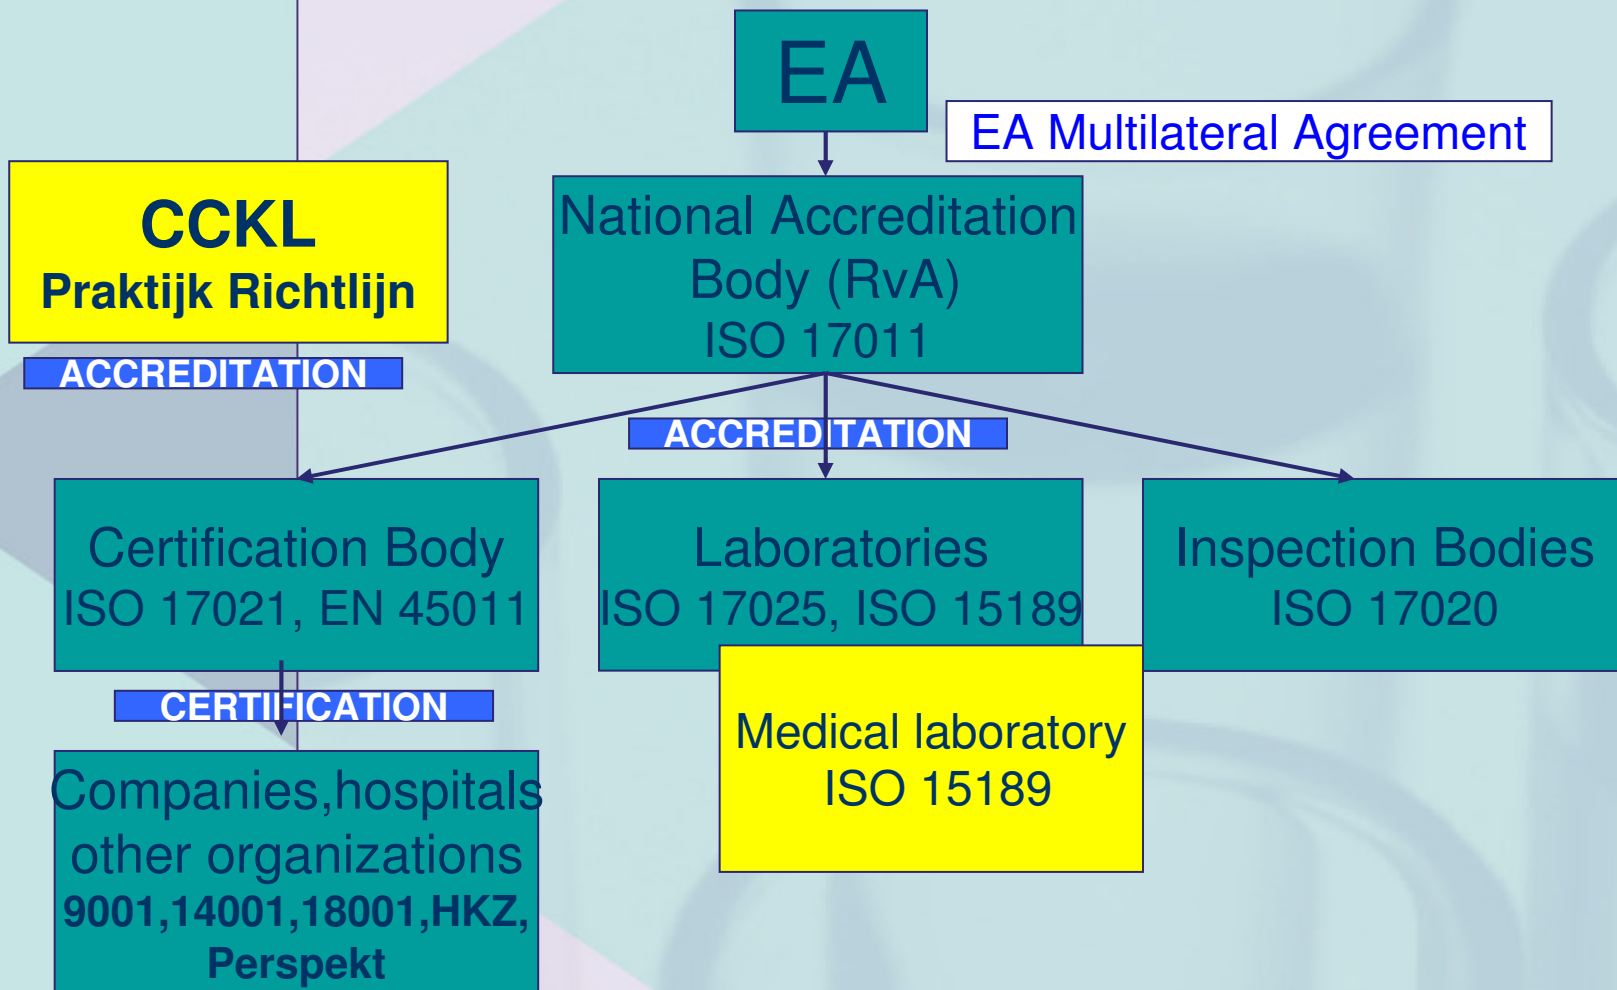 EA
EA Multilateral Agreement
CCKL
Praktijk Richtlijn
ACCREDITATION
National Accreditation
Body (RvA)
ISO 17011
ACCREDITATION
Certification Body
ISO 17021, EN 45011
Laboratories
ISO 17025, ISO 15189
Inspection Bodies
ISO 17020
CERTIFICATION
Medical laboratory
ISO 15189
Companies,hospitals
other organizations
9001,14001,18001,HKZ,
Perspekt